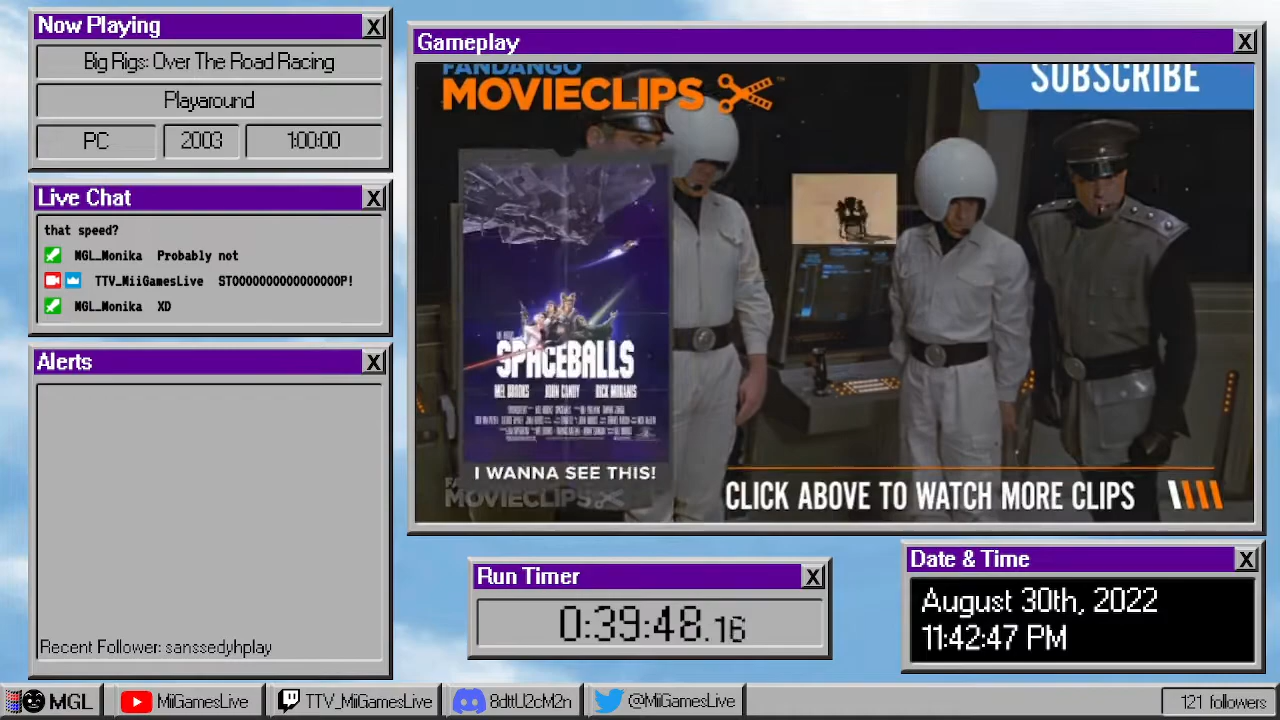 Now Playing
X
Big Rigs: Over The Road Racing
Playaround
PC
2003
1:00:00
Live Chat
X
that speed?
MGL_Monika Probably not
TTV_MiiGamesLive STOOOOOOOOOOOOOOOP!
MGL_Monika XD
Alerts
X
Recent Follower: sanssedyhplay
Gameplay
X
FANDANGO
MOVIECLIPS
SUBSCRIBE
SPACEBALLS
MEL BROOKS JOHN CANDY RICK MORANIS
I WANNA SEE THIS!
MOVIECLIPS
CLICK ABOVE TO WATCH MORE CLIPS
Run Timer
X
0:39:48.16
Date & Time
X
August 30th, 2022
11:42:47 PM
MGL
MiiGamesLive
TTV_MiiGamesLive
8dttU2cM2n
@MiiGamesLive
121 followers